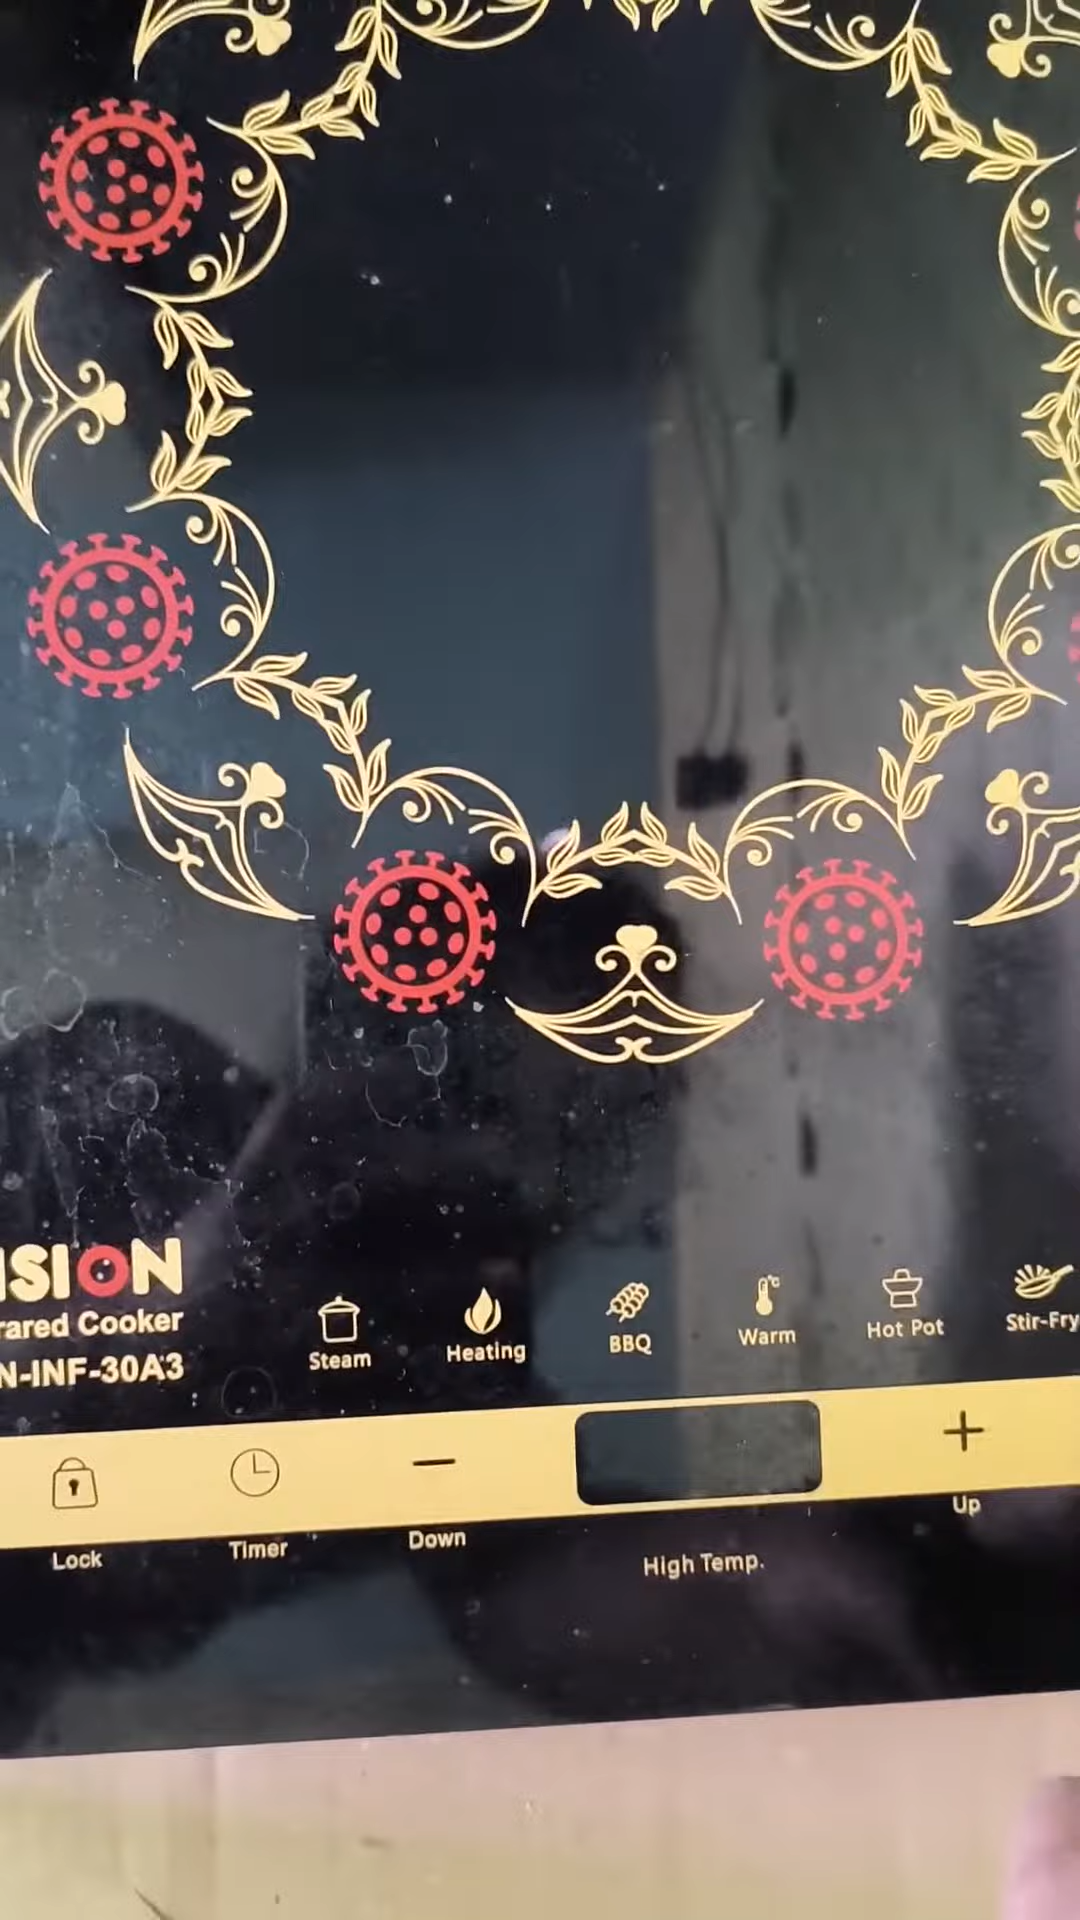 ISION
rared Cooker
N-INF-30A3
Steam
Heating
BBQ
°C
Warm
Hot Pot
Stir-Fry
Lock
Timer
Down
High Temp.
Up